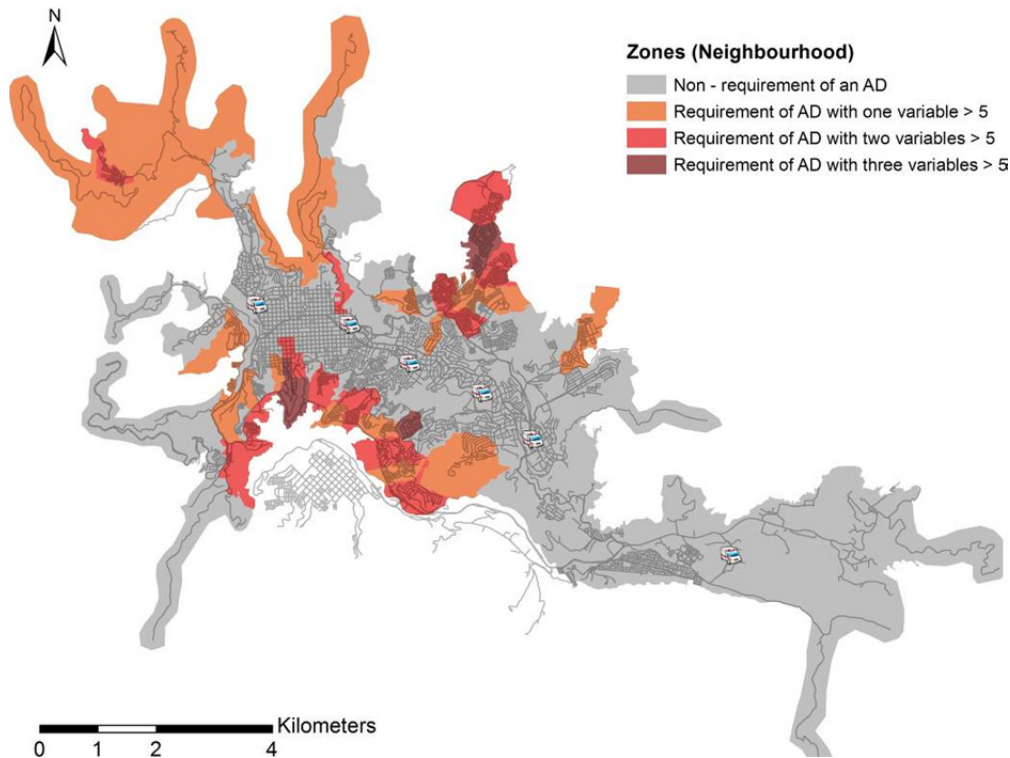 N
Zones (Neighbourhood)
Non - requirement of an AD
Requirement of AD with one variable > 5
Requirement of AD with two variables > 5
Requirement of AD with three variables > 5
Kilometers
0 1 2 4